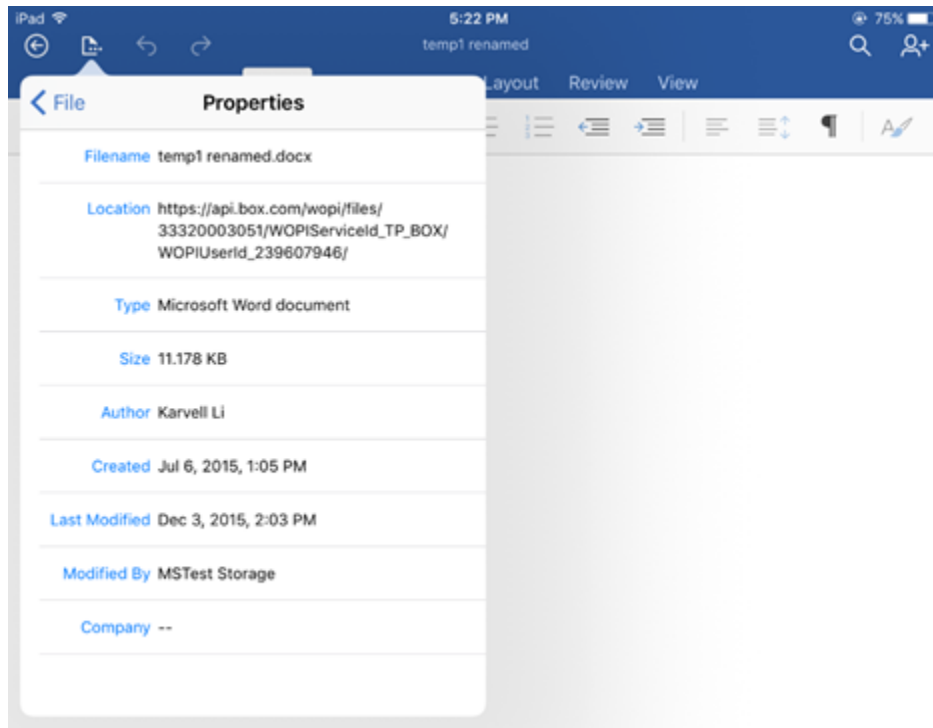 iPad 5:22 PM 75%
temp1 renamed
Layout Review View
File Properties
Filename temp1 renamed.docx
Location https://api.box.com/wopi/files/
33320003051/WOPIServiceId_TP_BOX/
WOPIUserId_239607946/
Type Microsoft Word document
Size 11.178 KB
Author Karvell Li
Created Jul 6, 2015, 1:05 PM
Last Modified Dec 3, 2015, 2:03 PM
Modified By MSTest Storage
Company --